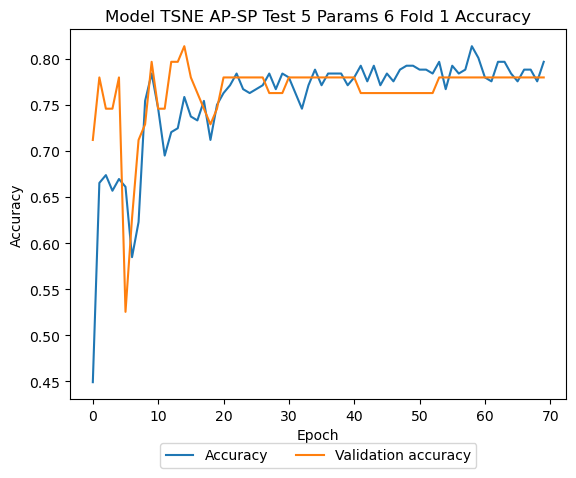 Model TSNE AP-SP Test 5 Params 6 Fold 1 Accuracy
0.80
0.75
0.70
0.65
0.60
0.55
0.50
0.45
Accuracy
0 10 20 30 40 50 60 70
Epoch
Accuracy Validation accuracy